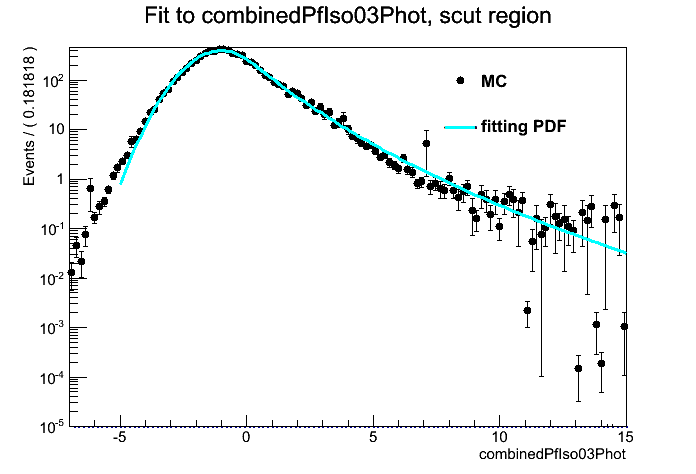 Fit to combinedPfIso03Phot, scut region
Events / ( 0.181818 )
10²
10
1
10⁻¹
10⁻²
10⁻³
10⁻⁴
10⁻⁵
MC
fitting PDF
-5 0 5 10 15
combinedPfIso03Phot